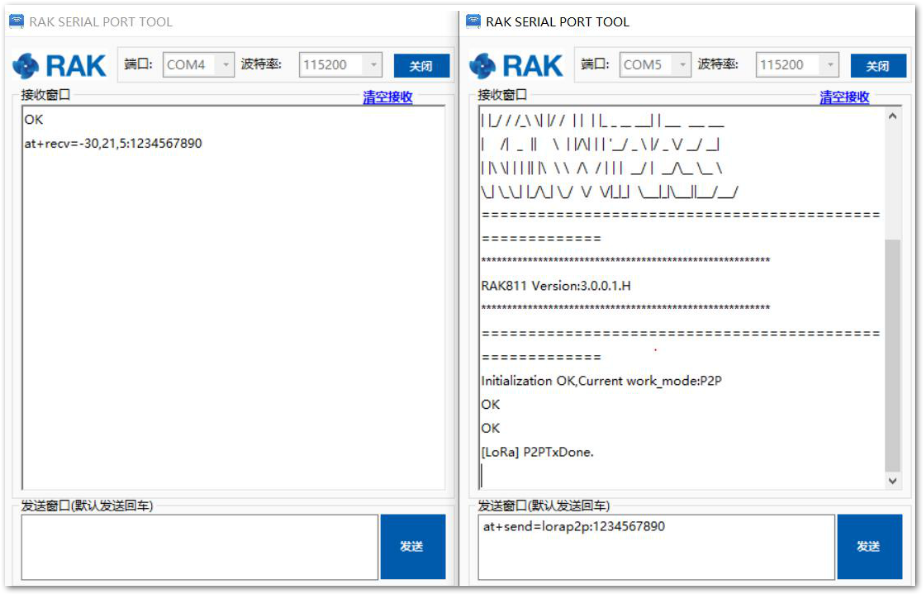 RAK SERIAL PORT TOOL
RAK 端口: COM4 波特率: 115200 关闭
接收窗口 清空接收
OK
at+recv=-30,21,5:1234567890
发送窗口(默认发送回车)
发送
RAK SERIAL PORT TOOL
RAK 端口: COM5 波特率: 115200 关闭
接收窗口 清空接收
===========================================
=============
********************************************************
RAK811 Version:3.0.0.1.H
********************************************************
===========================================
=============
Initialization OK,Current work_mode:P2P
OK
OK
[LoRa] P2PTxDone.
发送窗口(默认发送回车)
at+send=lorap2p:1234567890
发送